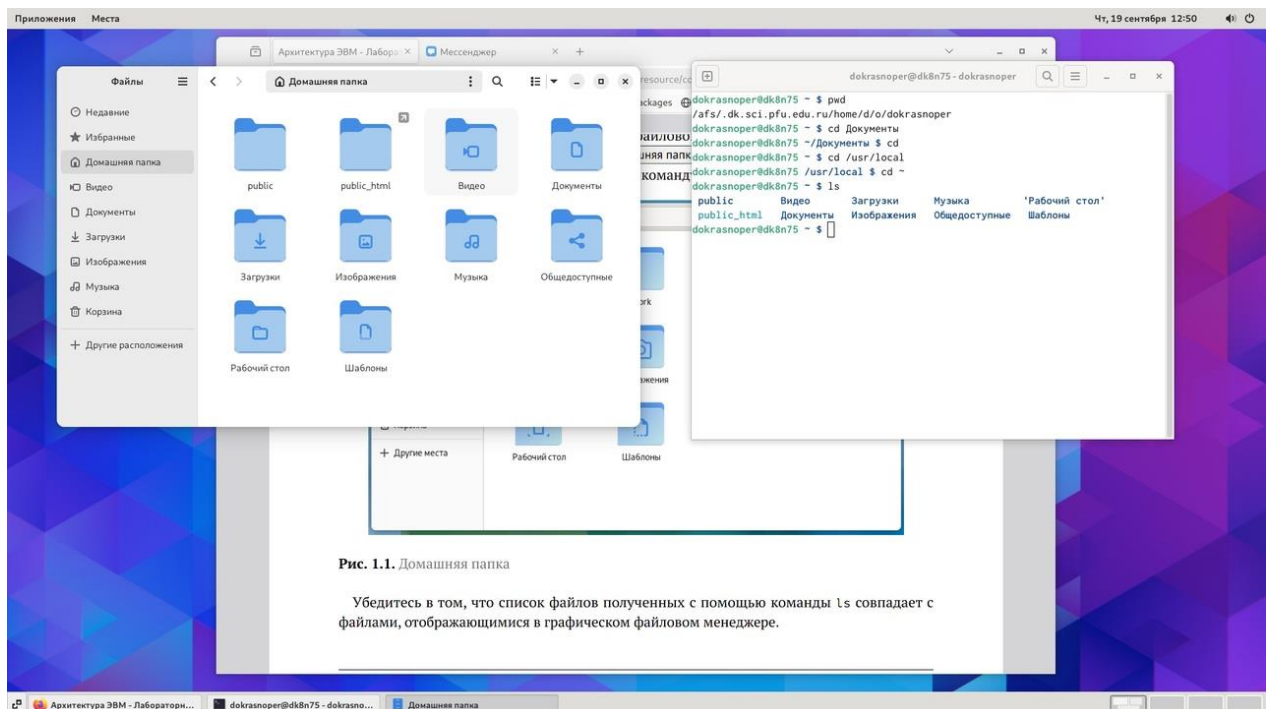 Приложения Места
Чт, 19 сентября 12:50
Архитектура ЭВМ - Лабора
Мессенджер
Файлы
Домашняя папка
Недавние
Избранные
Домашняя папка
Видео
Документы
Загрузки
Изображения
Музыка
Корзина
Другие расположения
public public_html Видео Документы
Загрузки Изображения Музыка Общедоступные
Рабочий стол Шаблоны
dokrasnoper@dk8n75 - dokrasnoper
dokrasnoper@dk8n75 ~ $ pwd
/afs/.dk.sci.pfu.edu.ru/home/d/o/dokrasnoper
dokrasnoper@dk8n75 ~ $ cd Документы
dokrasnoper@dk8n75 ~/Документы $ cd
dokrasnoper@dk8n75 ~ $ cd /usr/local
dokrasnoper@dk8n75 /usr/local $ cd ~
dokrasnoper@dk8n75 ~ $ ls
public Видео Загрузки Музыка 'Рабочий стол'
public_html Документы Изображения Общедоступные Шаблоны
dokrasnoper@dk8n75 ~ $
Другие места
Рабочий стол Шаблоны
Рис. 1.1. Домашняя папка
Убедитесь в том, что список файлов полученных с помощью команды ls совпадает с
файлами, отображающимися в графическом файловом менеджере.
Архитектура ЭВМ - Лабораторн...
dokrasnoper@dk8n75 - dokrasno...
Домашняя папка